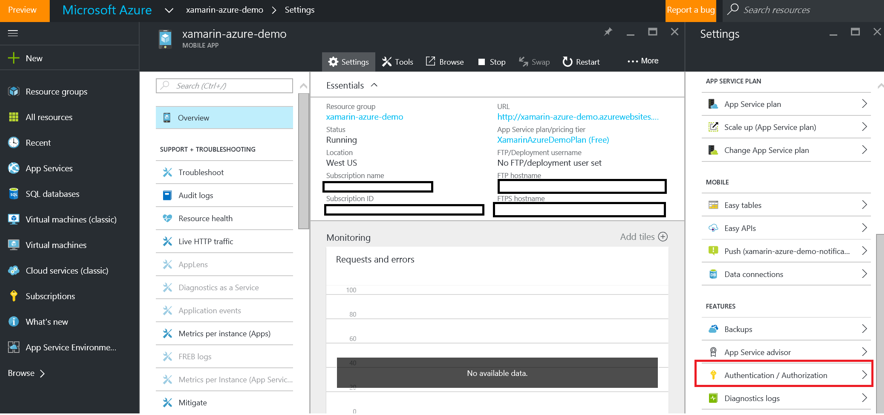 Preview
Microsoft Azure
xamarin-azure-demo
Settings
Report a bug
Search resources
New
Resource groups
All resources
Recent
App Services
SQL databases
Virtual machines (classic)
Virtual machines
Cloud services (classic)
Subscriptions
What's new
App Service Environme...
Browse
xamarin-azure-demo
MOBILE APP
Settings
Tools
Browse
Stop
Swap
Restart
More
Search (Ctrl+/)
Overview
SUPPORT + TROUBLESHOOTING
Troubleshoot
Audit logs
Resource health
Live HTTP traffic
AppLens
Diagnostics as a Service
Application events
Metrics per instance (Apps)
FREB logs
Metrics per Instance (App Servic...
Mitigate
Essentials
Resource group
xamarin-azure-demo
Status
Running
Location
West US
Subscription name
Subscription ID
URL
http://xamarin-azure-demo.azurewebsites....
App Service plan/pricing tier
XamarinAzureDemoPlan (Free)
FTP/Deployment username
No FTP/deployment user set
FTP hostname
FTPS hostname
Monitoring
Add tiles
Requests and errors
100
80
60
40
20
0
No available data.
Settings
APP SERVICE PLAN
App Service plan
Scale up (App Service plan)
Change App Service plan
MOBILE
Easy tables
Easy APIs
Push (xamarin-azure-demo-notifica...
Data connections
FEATURES
Backups
App Service advisor
Authentication / Authorization
Diagnostics logs